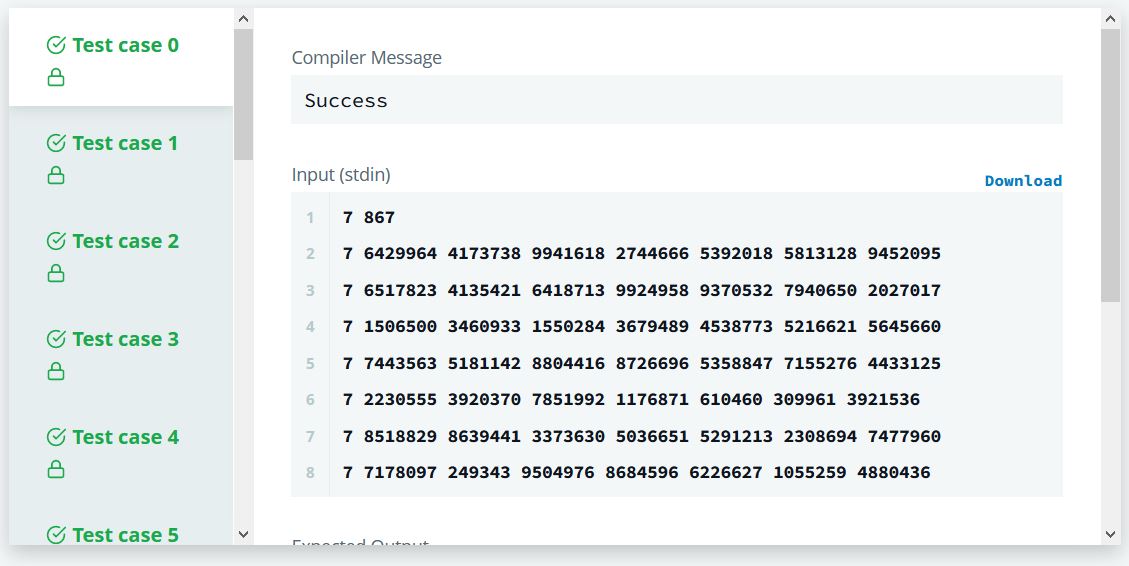 Test case 0
Test case 1
Test case 2
Test case 3
Test case 4
Test case 5
Compiler Message
Success
Input (stdin)
Download
1 7 867
2 7 6429964 4173738 9941618 2744666 5392018 5813128 9452095
3 7 6517823 4135421 6418713 9924958 9370532 7940650 2027017
4 7 1506500 3460933 1550284 3679489 4538773 5216621 5645660
5 7 7443563 5181142 8804416 8726696 5358847 7155276 4433125
6 7 2230555 3920370 7851992 1176871 610460 309961 3921536
7 7 8518829 8639441 3373630 5036651 5291213 2308694 7477960
8 7 7178097 249343 9504976 8684596 6226627 1055259 4880436
Expected Output